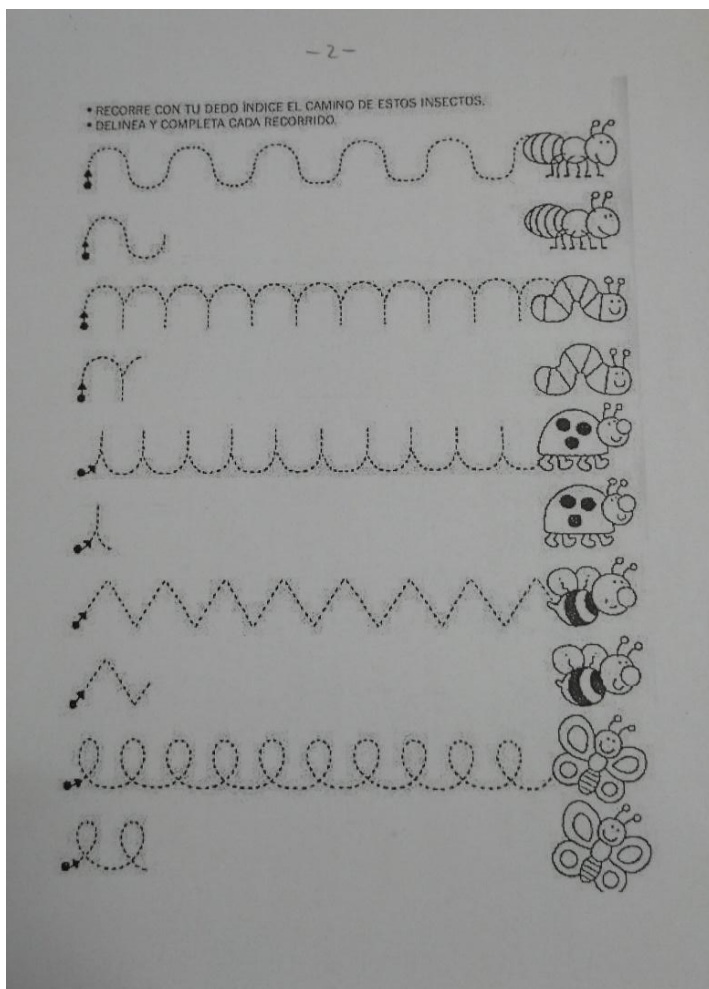 -2-
• RECORRE CON TU DEDO ÍNDICE EL CAMINO DE ESTOS INSECTOS.
• DELINEA Y COMPLETA CADA RECORRIDO.